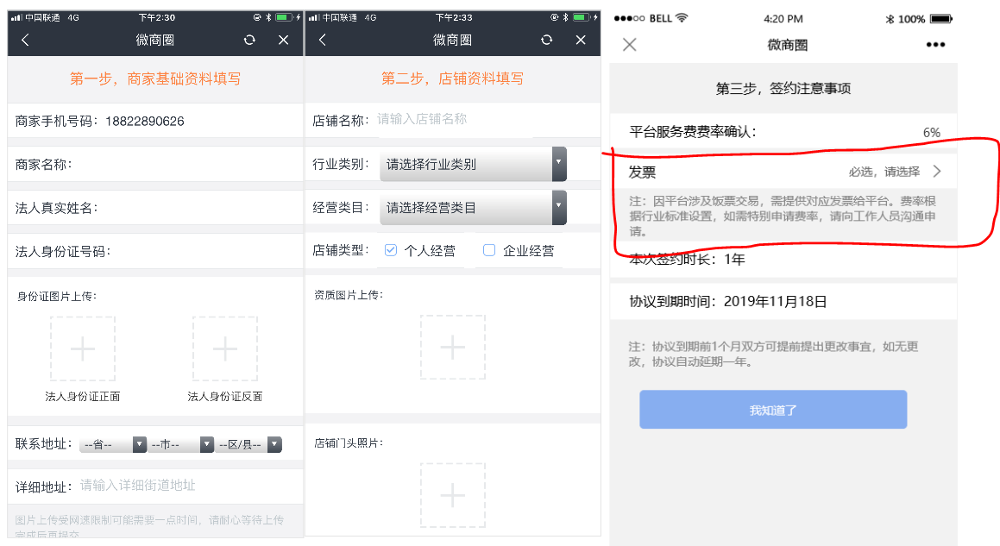 中国联通 4G 下午2:30
微商圈
第一步，商家基础资料填写
商家手机号码：18822890626
商家名称：
法人真实姓名：
法人身份证号码：
身份证图片上传：
法人身份证正面 法人身份证反面
联系地址： --省-- --市-- --区/县--
详细地址： 请输入详细街道地址
图片上传受网速限制可能需要一点时间，请耐心等待上传
完成后再提交
中国联通 4G 下午2:33
微商圈
第二步，店铺资料填写
店铺名称： 请输入店铺名称
行业类别： 请选择行业类别
经营类目： 请选择经营类目
店铺类型： 个人经营 企业经营
资质图片上传：
店铺门头照片：
BELL 4:20 PM 100%
微商圈
第三步，签约注意事项
平台服务费费率确认： 6%
发票 必选，请选择
注：因平台涉及饭票交易，需提供对应发票给平台。费率根
据行业标准设置，如需特别申请费率，请向工作人员沟通申
请。
本次签约时长：1年
协议到期时间：2019年11月18日
注：协议到期前1个月双方可提前提出更改事宜，如无更
改，协议自动延期一年。
我知道了